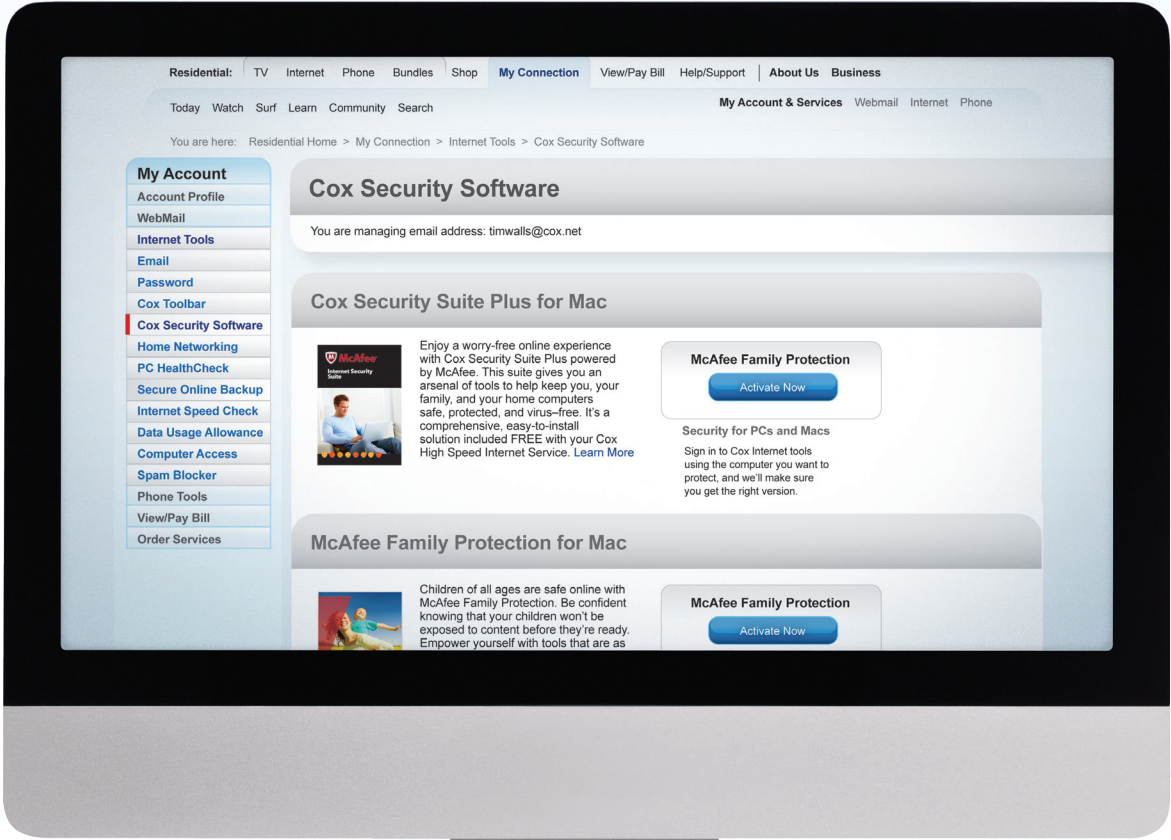 Residential: TV Internet Phone Bundles Shop My Connection View/Pay Bill Help/Support | About Us Business
Today Watch Surf Learn Community Search
My Account & Services Webmail Internet Phone
You are here: Residential Home > My Connection > Internet Tools > Cox Security Software
My Account
Account Profile
WebMail
Internet Tools
Email
Password
Cox Toolbar
Cox Security Software
Home Networking
PC HealthCheck
Secure Online Backup
Internet Speed Check
Data Usage Allowance
Computer Access
Spam Blocker
Phone Tools
View/Pay Bill
Order Services
Cox Security Software
You are managing email address: timwalls@cox.net
Cox Security Suite Plus for Mac
McAfee
Internet Security
Suite
Enjoy a worry-free online experience
with Cox Security Suite Plus powered
by McAfee. This suite gives you an
arsenal of tools to help keep you, your
family, and your home computers
safe, protected, and virus–free. It's a
comprehensive, easy-to-install
solution included FREE with your Cox
High Speed Internet Service. Learn More
McAfee Family Protection
Activate Now
Security for PCs and Macs
Sign in to Cox Internet tools
using the computer you want to
protect, and we'll make sure
you get the right version.
McAfee Family Protection for Mac
Children of all ages are safe online with
McAfee Family Protection. Be confident
knowing that your children won't be
exposed to content before they're ready.
Empower yourself with tools that are as
McAfee Family Protection
Activate Now